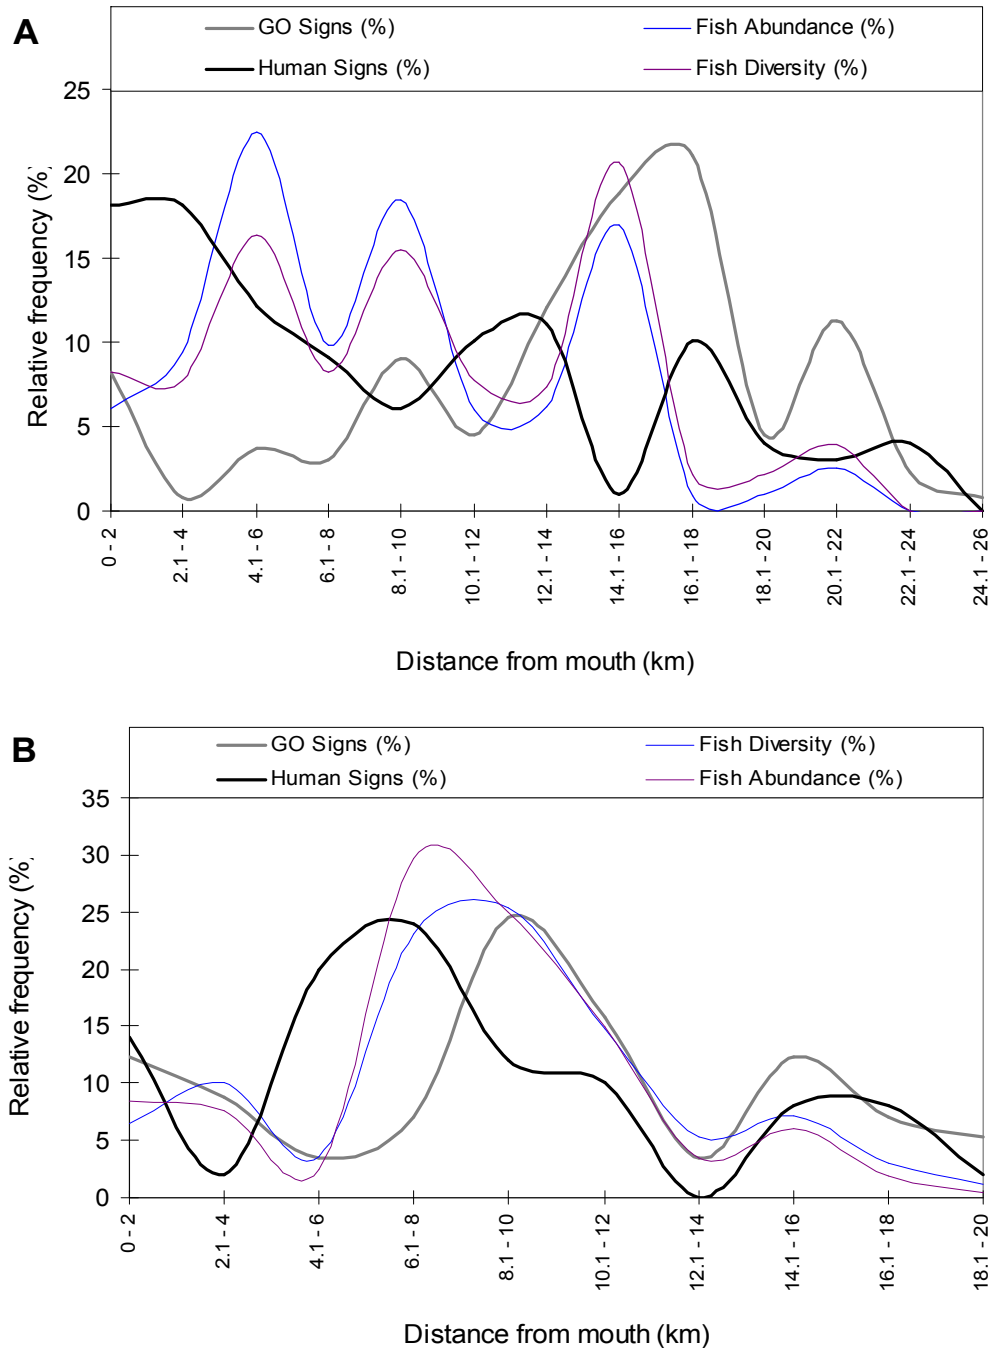 A
GO Signs (%)
Fish Abundance (%)
Human Signs (%)
Fish Diversity (%)
Relative frequency (%)
25
20
15
10
5
0
0 - 2
2.1 - 4
4.1 - 6
6.1 - 8
8.1 - 10
10.1 - 12
12.1 - 14
14.1 - 16
16.1 - 18
18.1 - 20
20.1 - 22
22.1 - 24
24.1 - 26
Distance from mouth (km)
B
GO Signs (%)
Fish Diversity (%)
Human Signs (%)
Fish Abundance (%)
Relative frequency (%)
35
30
25
20
15
10
5
0
0 - 2
2.1 - 4
4.1 - 6
6.1 - 8
8.1 - 10
10.1 - 12
12.1 - 14
14.1 - 16
16.1 - 18
18.1 - 20
Distance from mouth (km)